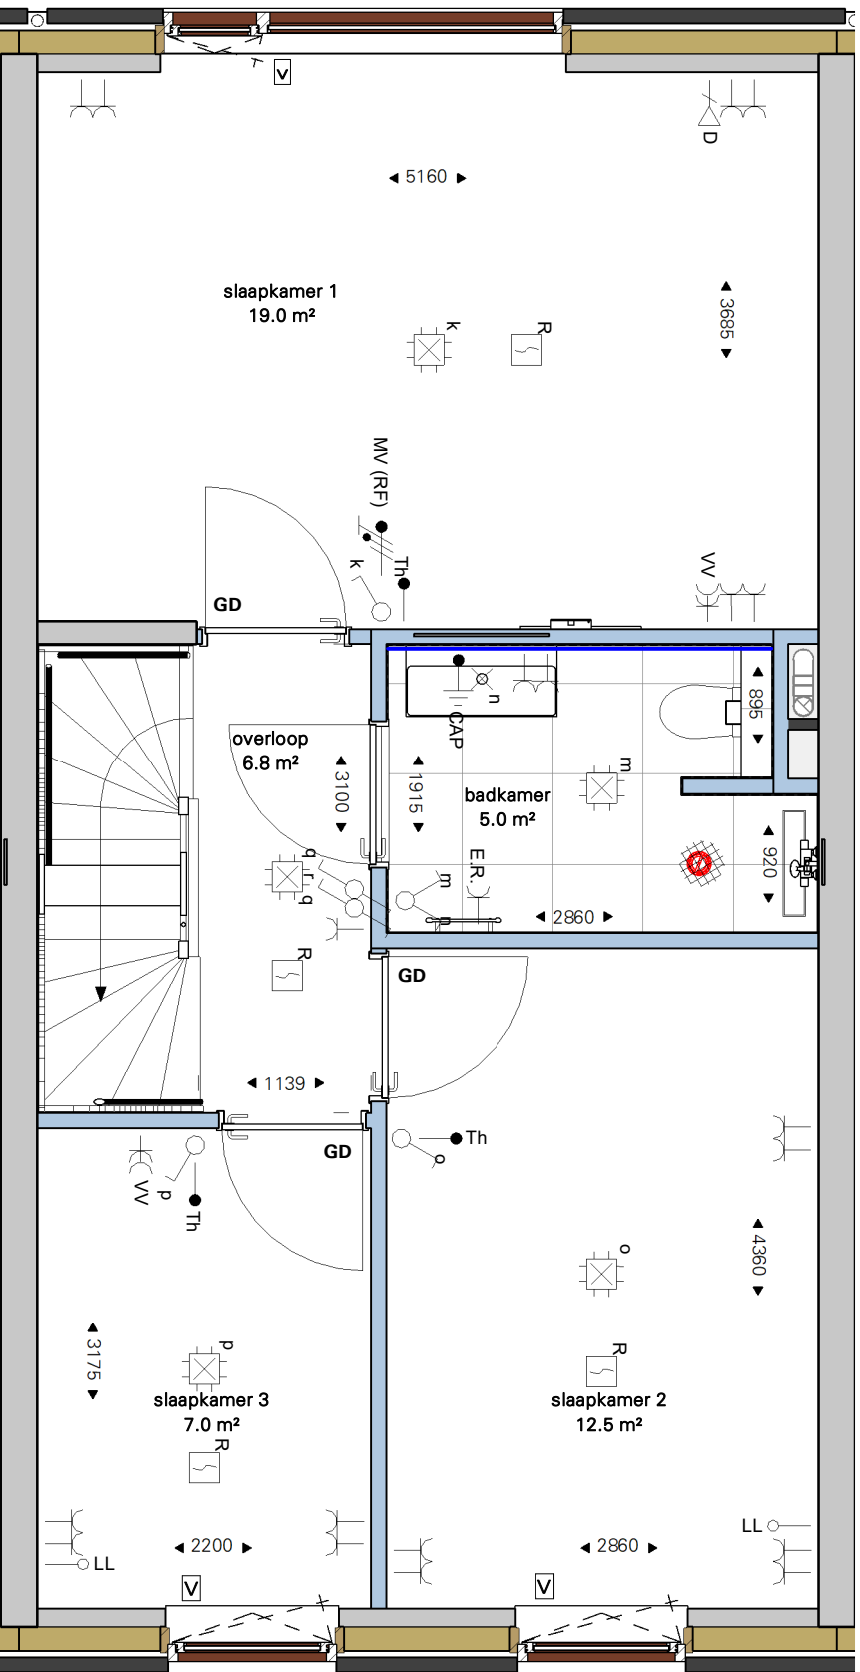 V
D
5160
slaapkamer 1
19.0 m²
3685
k
R
MV (RF)
k
Th
VV
GD
overloop
6.8 m²
3100
1915
n
CAP
895
m
badkamer
5.0 m²
920
q
r
q
m
E.R.
2860
R
GD
1139
GD
VV
p
Th
Th
o
o
4360
3175
p
R
slaapkamer 3
7.0 m²
R
slaapkamer 2
12.5 m²
2200
LL
2860
LL
V
V